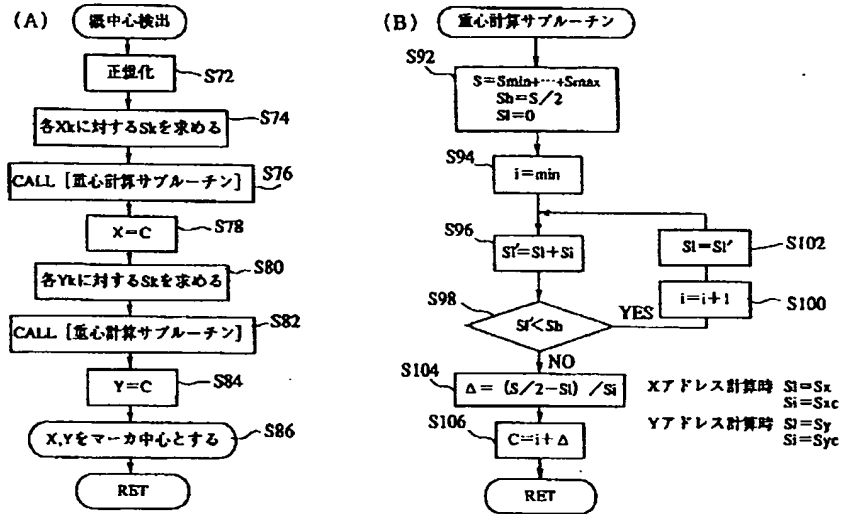 (A)
紙中心検出
正規化
S72
各Xkに対するSkを求める
S74
CALL [重心計算サブルーチン]
S76
X=C
S78
各Ykに対するSkを求める
S80
CALL [重心計算サブルーチン]
S82
Y=C
S84
X,Yをマーカ中心とする
S86
RET
(B)
重心計算サブルーチン
S92
S=Smin+…+Smax
Sh=S/2
Sl=0
S94
i=min
S96
Sl′=Sl+Si
Sl=Sl′
S102
i=i+1
S100
S98
Sl′<Sh
YES
NO
S104
Δ=(S/2-Sl)/Si
S106
C=i+Δ
RET
Xアドレス計算時 Sl=Sx
Si=Sxc
Yアドレス計算時 Sl=Sy
Si=Syc